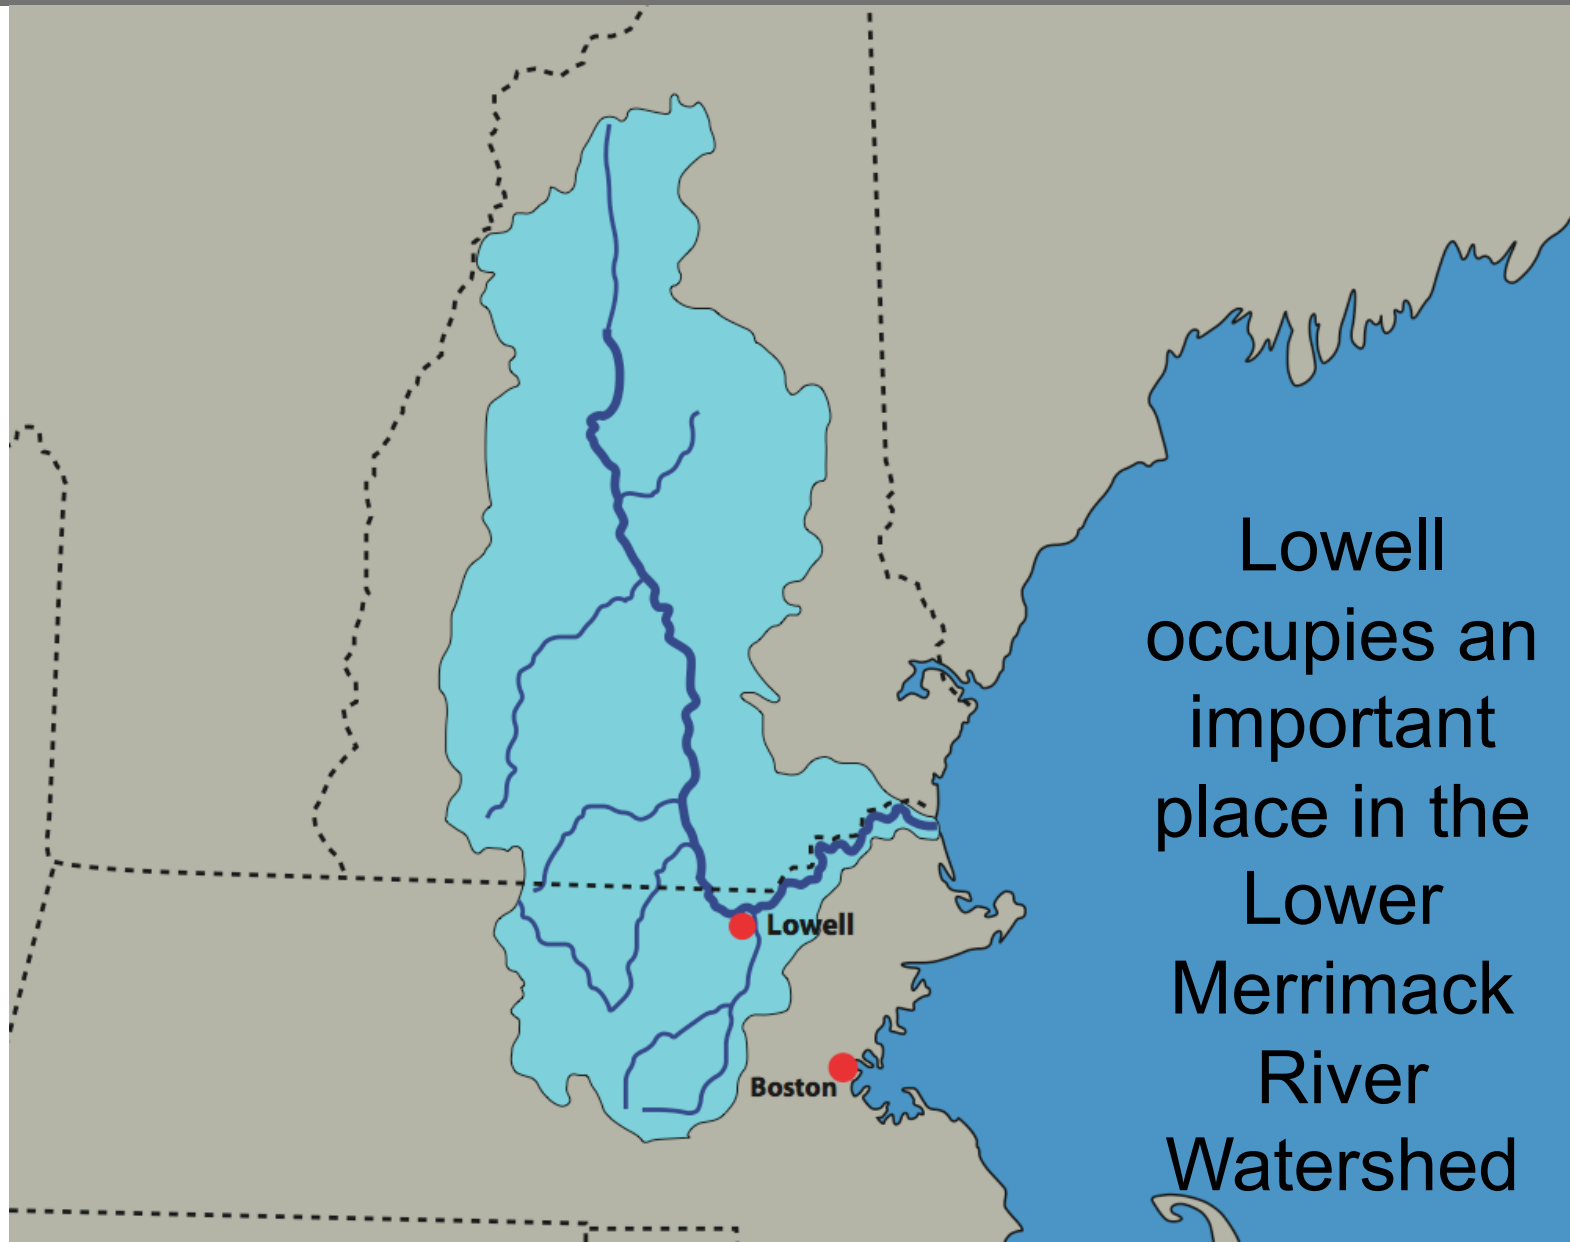 Lowell
occupies an
important
place in the
Lower
Merrimack
River
Watershed
Lowell
Boston